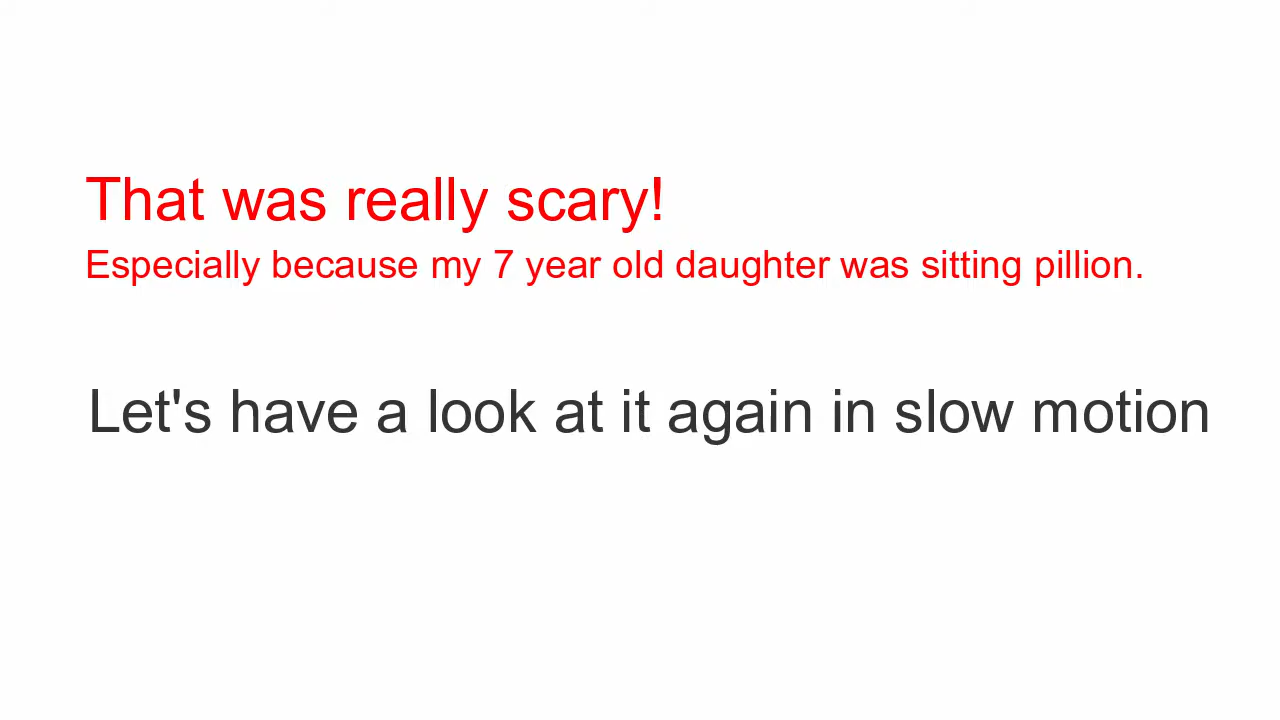 That was really scary!
Especially because my 7 year old daughter was sitting pillion.
Let's have a look at it again in slow motion